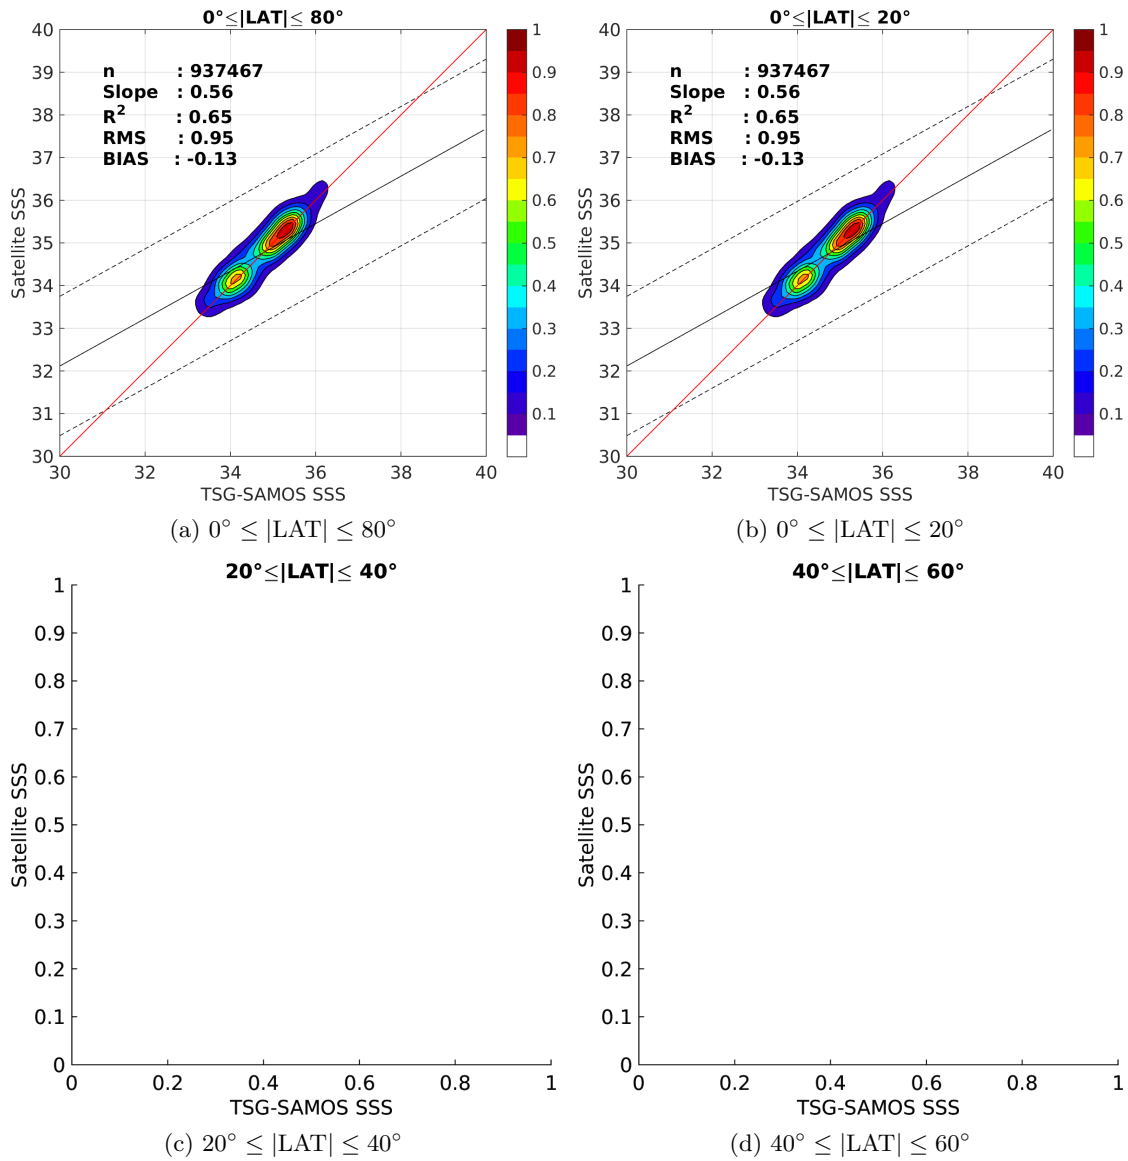 0°≤|LAT|≤ 80°
40
39
38
37
36
35
34
33
32
31
30
n : 937467
Slope : 0.56
R² : 0.65
RMS : 0.95
BIAS : -0.13
Satellite SSS
30 32 34 36 38 40
TSG-SAMOS SSS
1
0.9
0.8
0.7
0.6
0.5
0.4
0.3
0.2
0.1
(a) 0° ≤ |LAT| ≤ 80°
0°≤|LAT|≤ 20°
40
39
38
37
36
35
34
33
32
31
30
n : 937467
Slope : 0.56
R² : 0.65
RMS : 0.95
BIAS : -0.13
Satellite SSS
30 32 34 36 38 40
TSG-SAMOS SSS
1
0.9
0.8
0.7
0.6
0.5
0.4
0.3
0.2
0.1
(b) 0° ≤ |LAT| ≤ 20°
20°≤|LAT|≤ 40°
1
0.9
0.8
0.7
0.6
0.5
0.4
0.3
0.2
0.1
0
Satellite SSS
0 0.2 0.4 0.6 0.8 1
TSG-SAMOS SSS
(c) 20° ≤ |LAT| ≤ 40°
40°≤|LAT|≤ 60°
1
0.9
0.8
0.7
0.6
0.5
0.4
0.3
0.2
0.1
0
Satellite SSS
0 0.2 0.4 0.6 0.8 1
TSG-SAMOS SSS
(d) 40° ≤ |LAT| ≤ 60°